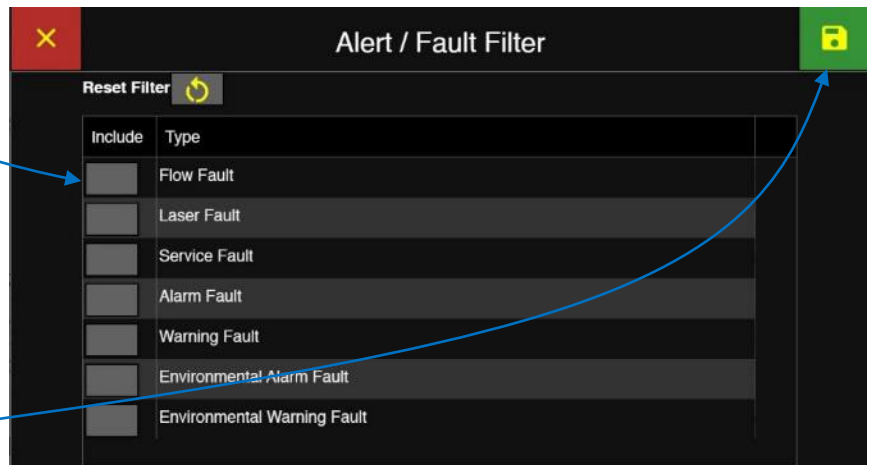 Alert / Fault Filter
Reset Filter
Include Type
Flow Fault
Laser Fault
Service Fault
Alarm Fault
Warning Fault
Environmental Alarm Fault
Environmental Warning Fault